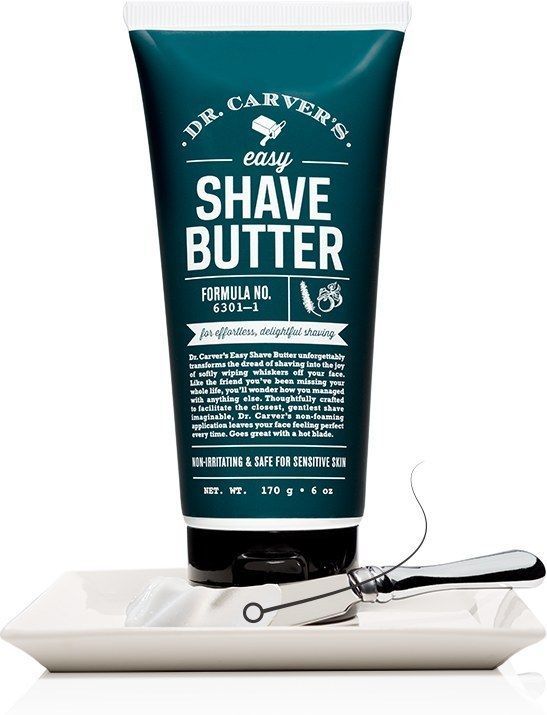 · DR. CARVER'S ·
easy
SHAVE
BUTTER
FORMULA NO.
6301—1
for effortless, delightful shaving
Dr. Carver's Easy Shave Butter unforgettably
transforms the dread of shaving into the joy
of softly wiping whiskers off your face.
Like the friend you've been missing your
whole life, you'll wonder how you managed
with anything else. Thoughtfully crafted
to facilitate the closest, gentlest shave
imaginable, Dr. Carver's non-foaming
application leaves your face feeling perfect
every time. Goes great with a hot blade.
NON-IRRITATING & SAFE FOR SENSITIVE SKIN
NET. WT. 170 g • 6 oz